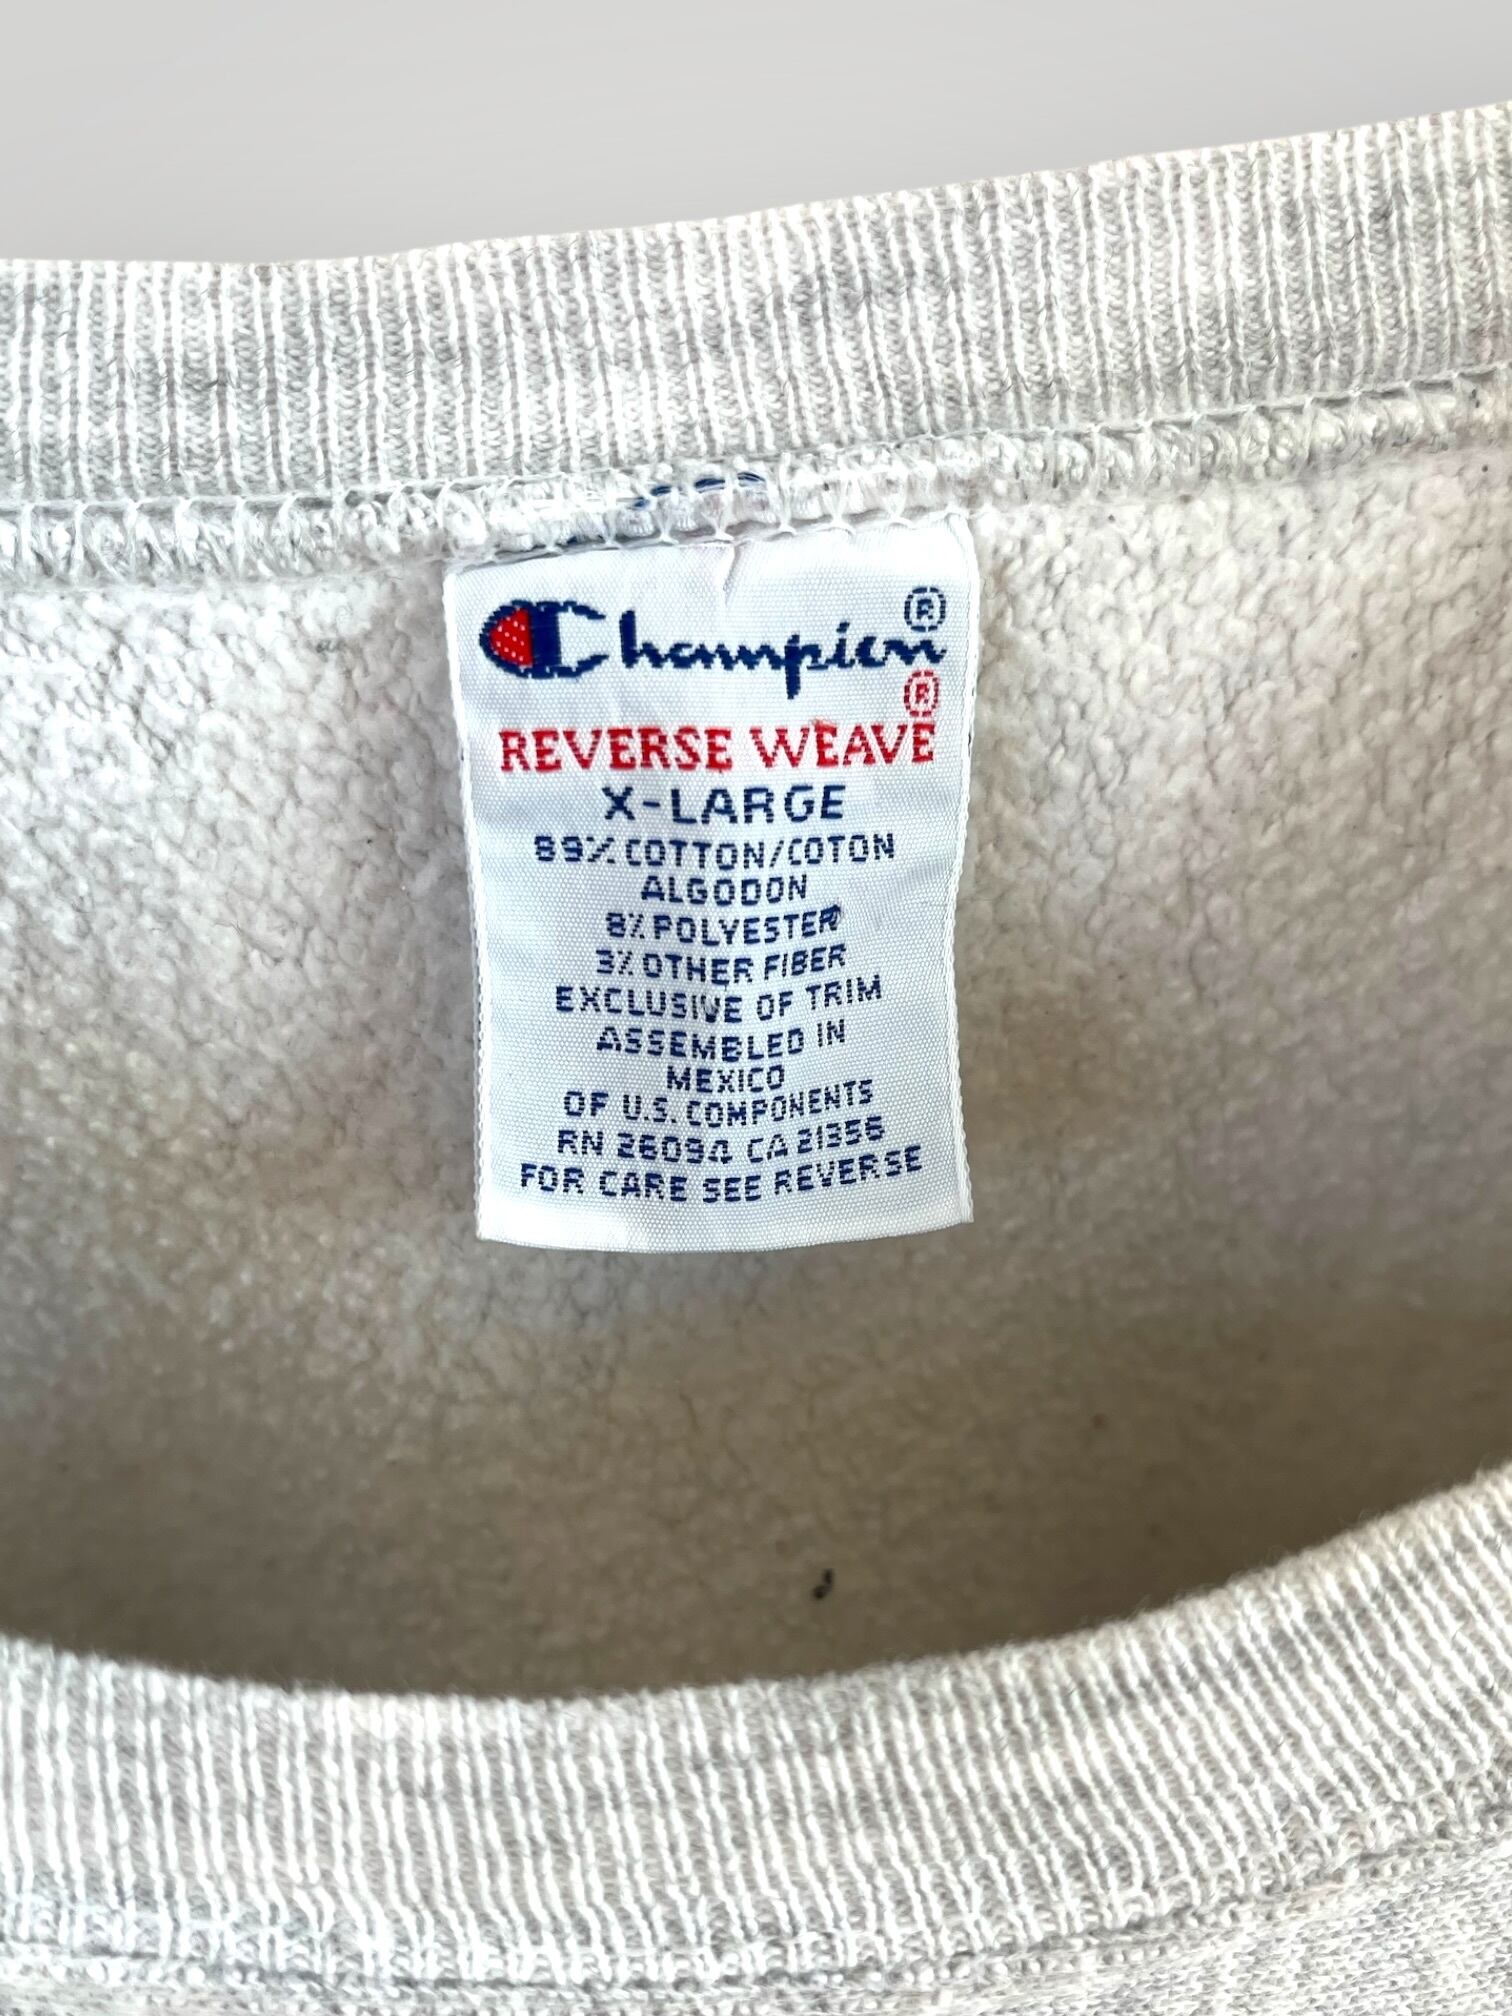 Champion®
REVERSE WEAVE®
X-LARGE
89% COTTON/COTON
ALGODON
8% POLYESTER
3% OTHER FIBER
EXCLUSIVE OF TRIM
ASSEMBLED IN
MEXICO
OF U.S. COMPONENTS
RN 26094 CA 21356
FOR CARE SEE REVERSE